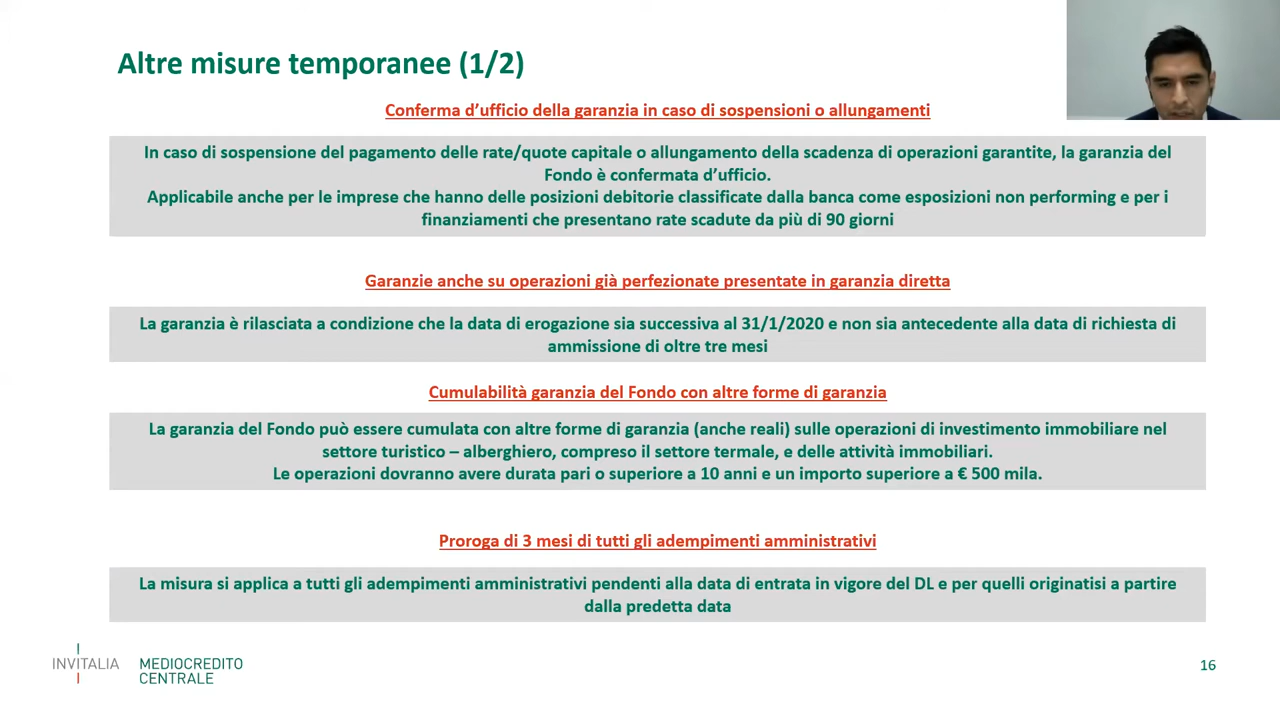 Altre misure temporanee (1/2)
Conferma d'ufficio della garanzia in caso di sospensioni o allungamenti
In caso di sospensione del pagamento delle rate/quote capitale o allungamento della scadenza di operazioni garantite, la garanzia del
Fondo è confermata d'ufficio.
Applicabile anche per le imprese che hanno delle posizioni debitorie classificate dalla banca come esposizioni non performing e per i
finanziamenti che presentano rate scadute da più di 90 giorni
Garanzie anche su operazioni già perfezionate presentate in garanzia diretta
La garanzia è rilasciata a condizione che la data di erogazione sia successiva al 31/1/2020 e non sia antecedente alla data di richiesta di
ammissione di oltre tre mesi
Cumulabilità garanzia del Fondo con altre forme di garanzia
La garanzia del Fondo può essere cumulata con altre forme di garanzia (anche reali) sulle operazioni di investimento immobiliare nel
settore turistico – alberghiero, compreso il settore termale, e delle attività immobiliari.
Le operazioni dovranno avere durata pari o superiore a 10 anni e un importo superiore a € 500 mila.
Proroga di 3 mesi di tutti gli adempimenti amministrativi
La misura si applica a tutti gli adempimenti amministrativi pendenti alla data di entrata in vigore del DL e per quelli originatisi a partire
dalla predetta data
INVITALIA
MEDIOCREDITO
CENTRALE
16